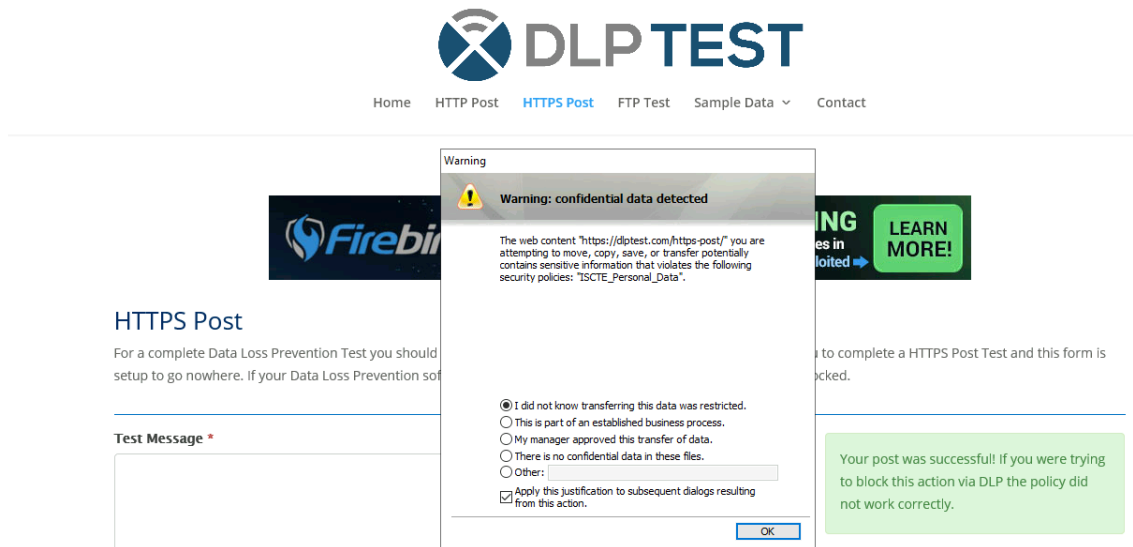 DLP TEST
Home HTTP Post HTTPS Post FTP Test Sample Data Contact
Warning
Warning: confidential data detected
The web content "https://dlptest.com/https-post/" you are
attempting to move, copy, save, or transfer potentially
contains sensitive information that violates the following
security policies: "ISCTE_Personal_Data".
I did not know transferring this data was restricted.
This is part of an established business process.
My manager approved this transfer of data.
There is no confidential data in these files.
Other:
Apply this justification to subsequent dialogs resulting
from this action.
OK
Firebir
NG
es in
loited
LEARN
MORE!
HTTPS Post
For a complete Data Loss Prevention Test you should
to complete a HTTPS Post Test and this form is
setup to go nowhere. If your Data Loss Prevention sof
ocked.
Test Message *
Your post was successful! If you were trying
to block this action via DLP the policy did
not work correctly.